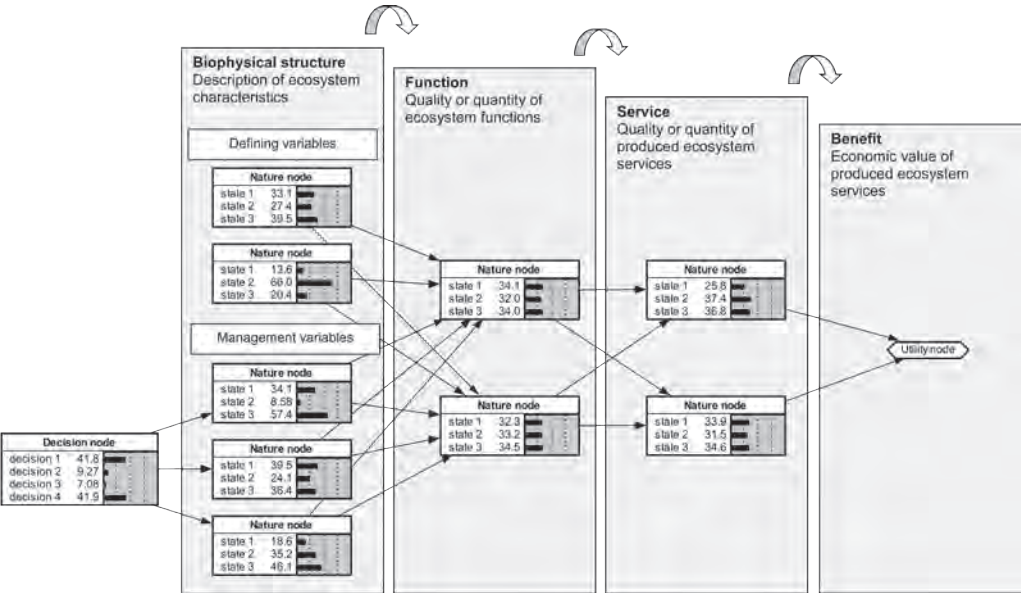 Biophysical structure
Description of ecosystem
characteristics
Defining variables
Nature node
state 1 33.1
state 2 27.4
state 3 39.5
Nature node
state 1 13.6
state 2 66.0
state 3 20.4
Management variables
Nature node
state 1 34.1
state 2 8.58
state 3 57.4
Nature node
state 1 39.5
state 2 24.1
state 3 36.4
Nature node
state 1 18.6
state 2 35.2
state 3 46.1
Decision node
decision 1 41.8
decision 2 9.27
decision 3 7.08
decision 4 41.9
Function
Quality or quantity of
ecosystem functions
Nature node
state 1 34.1
state 2 32.0
state 3 34.0
Nature node
state 1 32.3
state 2 33.2
state 3 34.5
Service
Quality or quantity of
produced ecosystem
services
Nature node
state 1 25.8
state 2 37.4
state 3 36.8
Nature node
state 1 33.9
state 2 31.5
state 3 34.6
Benefit
Economic value of
produced ecosystem
services
Utility node